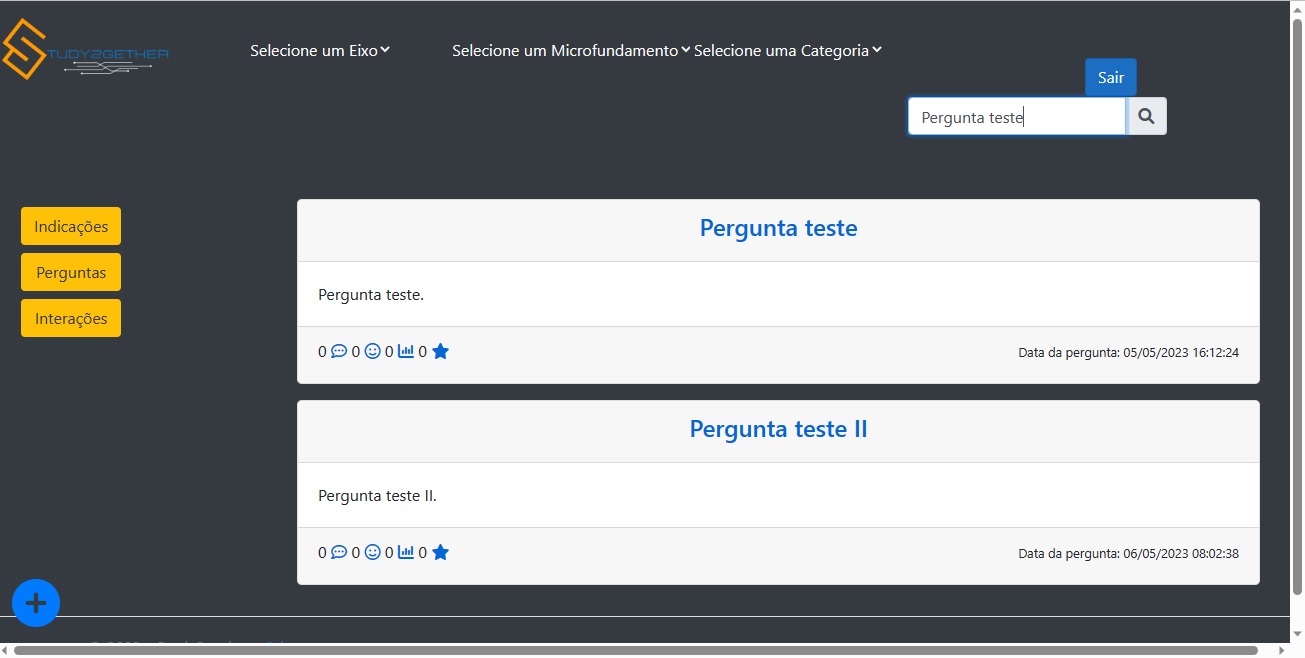 TUDY2GETHER
Selecione um Eixo
Selecione um Microfundamento
Selecione uma Categoria
Sair
Pergunta teste
Indicações
Perguntas
Interações
Pergunta teste
Pergunta teste.
0 0 0 0
Data da pergunta: 05/05/2023 16:12:24
Pergunta teste II
Pergunta teste II.
0 0 0 0
Data da pergunta: 06/05/2023 08:02:38